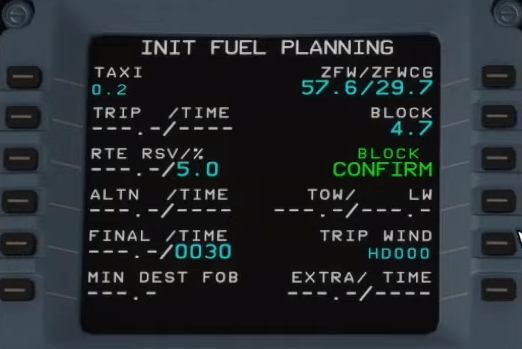 INIT FUEL PLANNING
TAXI ZFW/ZFWCG
0.2 57.6/29.7
TRIP /TIME BLOCK
---.-/---- 4.7
RTE RSV/% BLOCK
---.-/5.0 CONFIRM
ALTN /TIME TOW/ LW
---.-/---- ---.-/---.-
FINAL /TIME TRIP WIND
---.-/0030 HD000
MIN DEST FOB EXTRA/ TIME
---.- ---.-/----